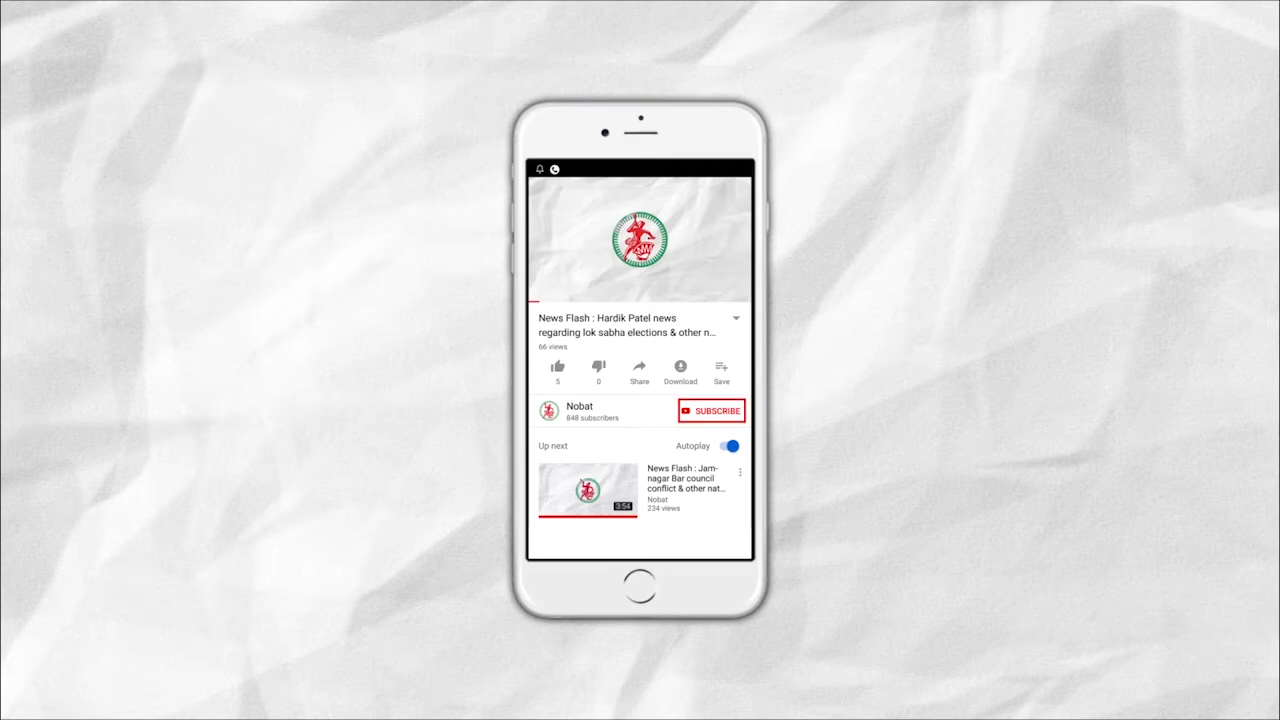 News Flash : Hardik Patel news
regarding lok sabha elections & other n...
66 views
5
0
Share
Download
Save
Nobat
848 subscribers
SUBSCRIBE
Up next
Autoplay
News Flash : Jam-
nagar Bar council
conflict & other nat...
Nobat
234 views
3:54